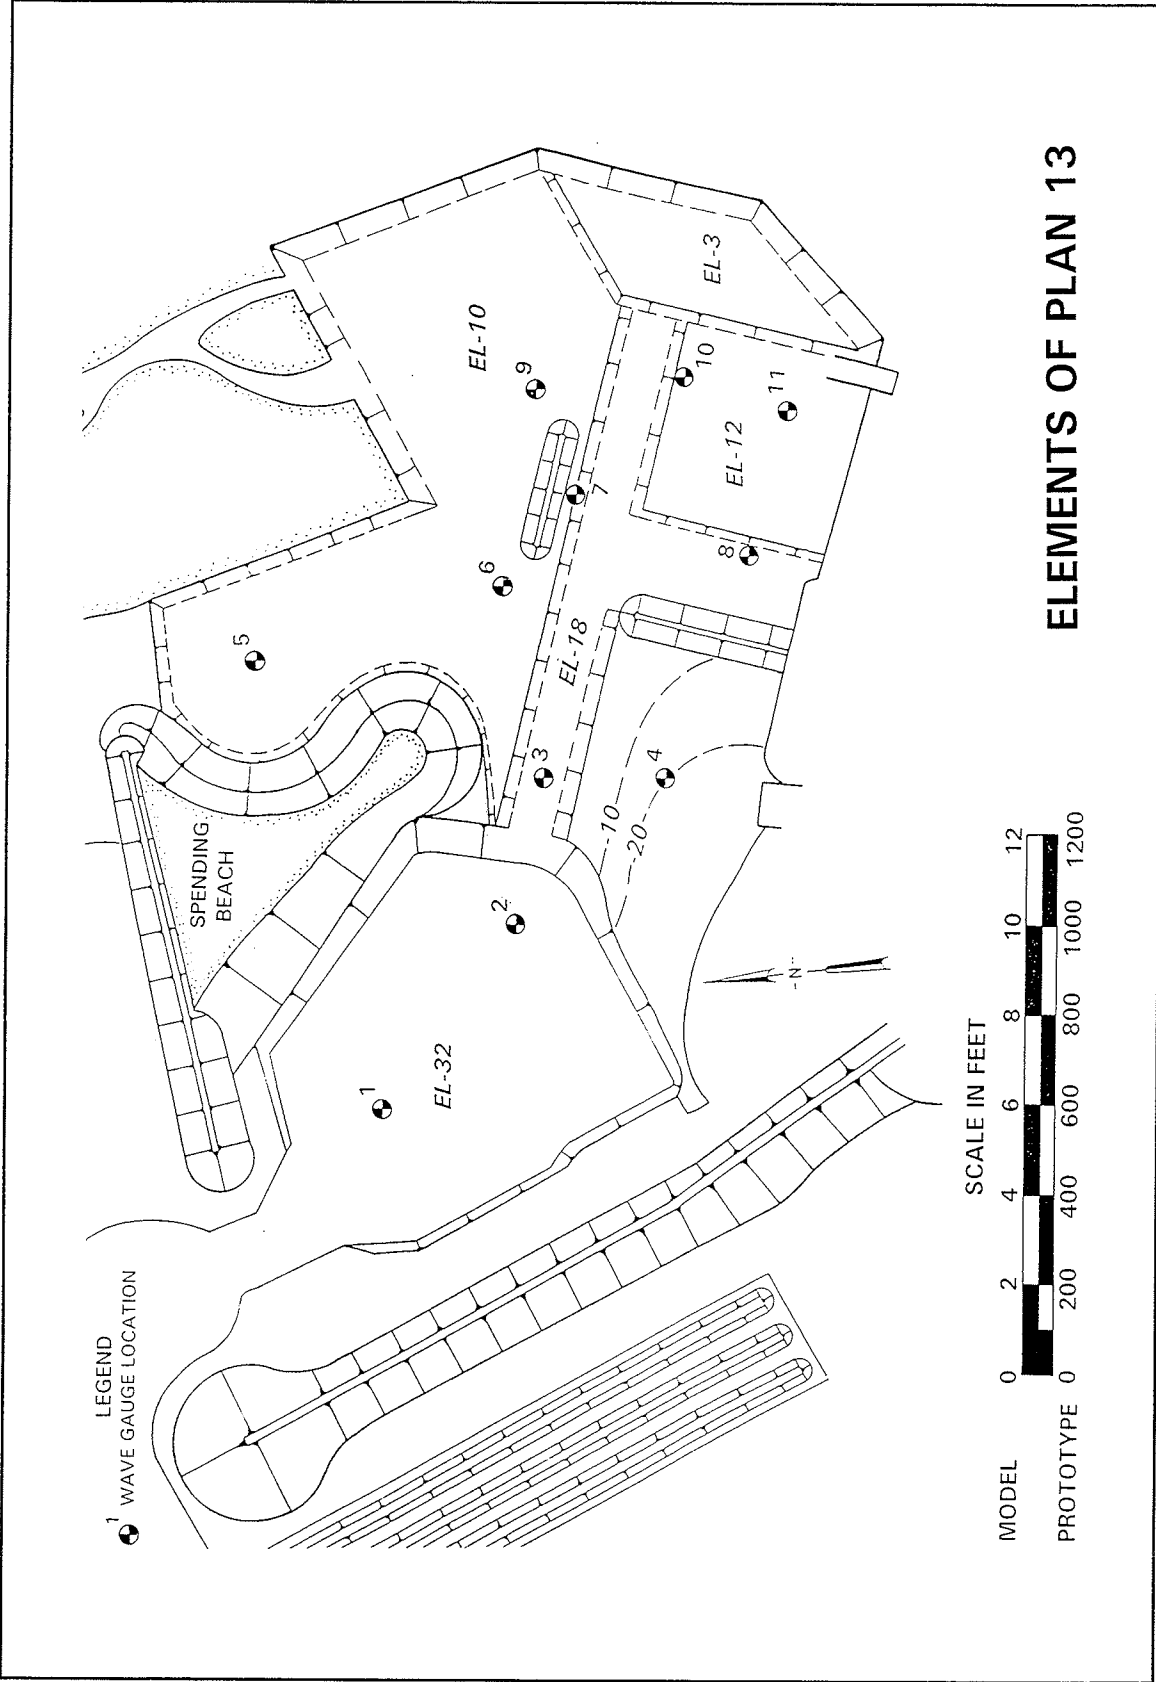 LEGEND
1 WAVE GAUGE LOCATION
SPENDING
BEACH
1
EL-32
2
3
4
-10
-20
EL-18
5
6
7
8
9
EL-10
10
11
EL-12
EL-3
-N-
SCALE IN FEET
MODEL 0 2 4 6 8 10 12
PROTOTYPE 0 200 400 600 800 1000 1200
ELEMENTS OF PLAN 13